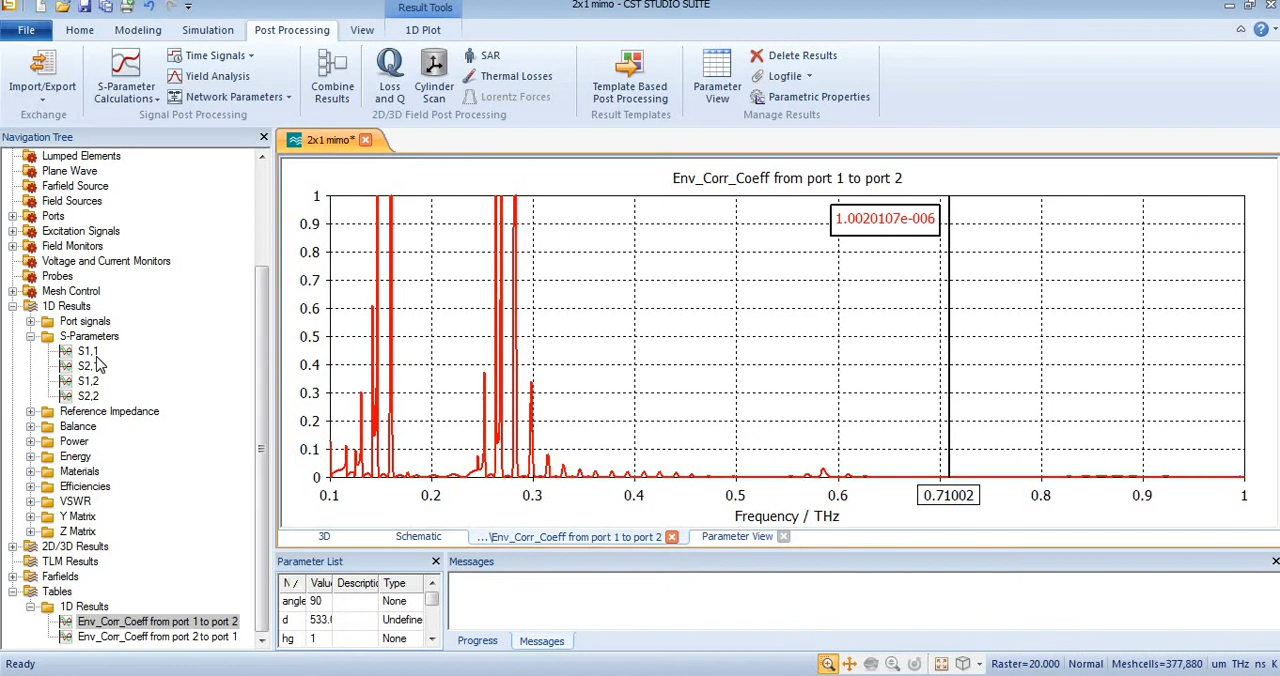 2x1 mimo - CST STUDIO SUITE
Result Tools
File Home Modeling Simulation Post Processing View 1D Plot
Import/Export
Exchange
S-Parameter Calculations
Time Signals
Yield Analysis
Network Parameters
Signal Post Processing
Combine Results
Loss and Q
Cylinder Scan
SAR
Thermal Losses
Lorentz Forces
2D/3D Field Post Processing
Template Based Post Processing
Result Templates
Parameter View
Delete Results
Logfile
Parametric Properties
Manage Results
Navigation Tree
Lumped Elements
Plane Wave
Farfield Source
Field Sources
Ports
Excitation Signals
Field Monitors
Voltage and Current Monitors
Probes
Mesh Control
1D Results
Port signals
S-Parameters
S1,1
S2,
S1,2
S2,2
Reference Impedance
Balance
Power
Energy
Materials
Efficiencies
VSWR
Y Matrix
Z Matrix
2D/3D Results
TLM Results
Farfields
Tables
1D Results
Env_Corr_Coeff from port 1 to port 2
Env_Corr_Coeff from port 2 to port 1
2x1 mimo*
Env_Corr_Coeff from port 1 to port 2
1.0020107e-006
1
0.9
0.8
0.7
0.6
0.5
0.4
0.3
0.2
0.1
0
0.1 0.2 0.3 0.4 0.5 0.6 0.71002 0.8 0.9 1
Frequency / THz
3D Schematic ...\Env_Corr_Coeff from port 1 to port 2 Parameter View
Parameter List
N / Valu Descriptic Type
angle 90 None
d 533.( Undefine
hg 1 None
Messages
Progress Messages
Ready
Raster=20.000 Normal Meshcells=377,880 um THz ns K